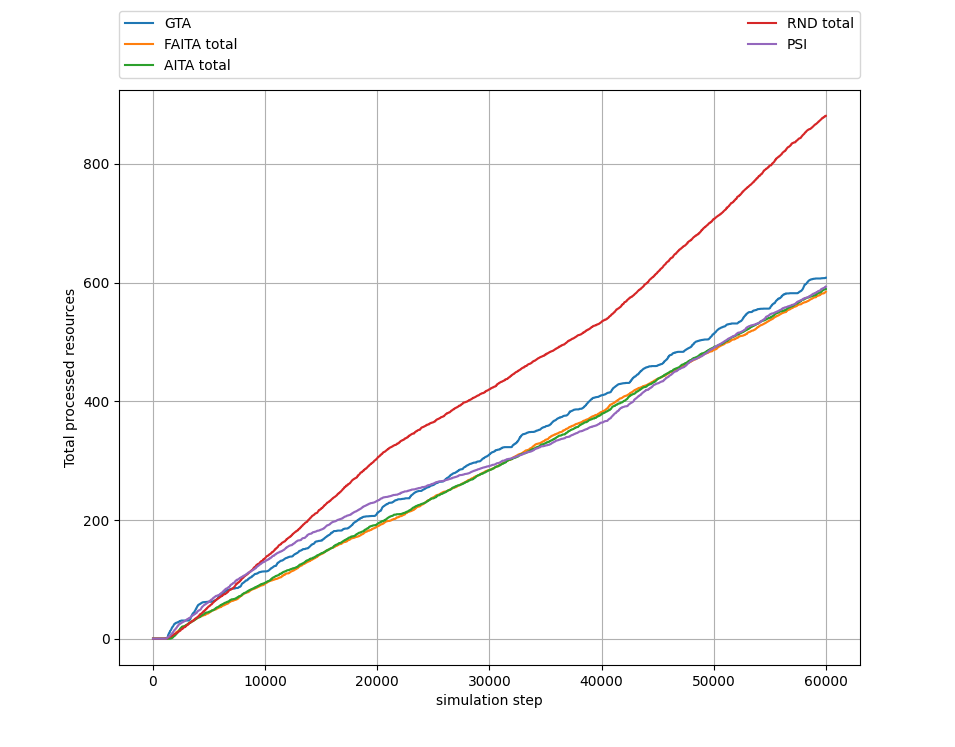 GTA
FAITA total
AITA total
RND total
PSI
800
600
400
200
0
Total processed resources
0 10000 20000 30000 40000 50000 60000
simulation step